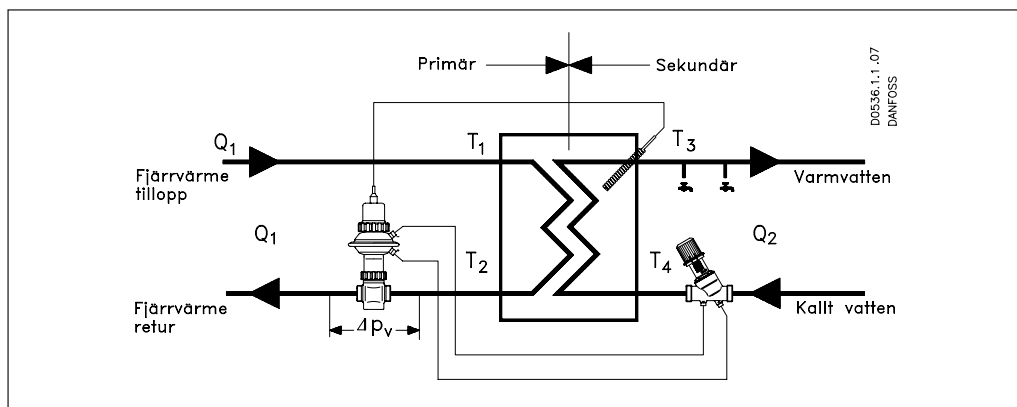 Primär
Sekundär
D0536.1.1.07
DANFOSS
Q1
T1
T3
Fjärrvärme
tillopp
Varmvatten
Q1
T2
T4
Q2
Fjärrvärme
retur
Δpv
Kallt vatten